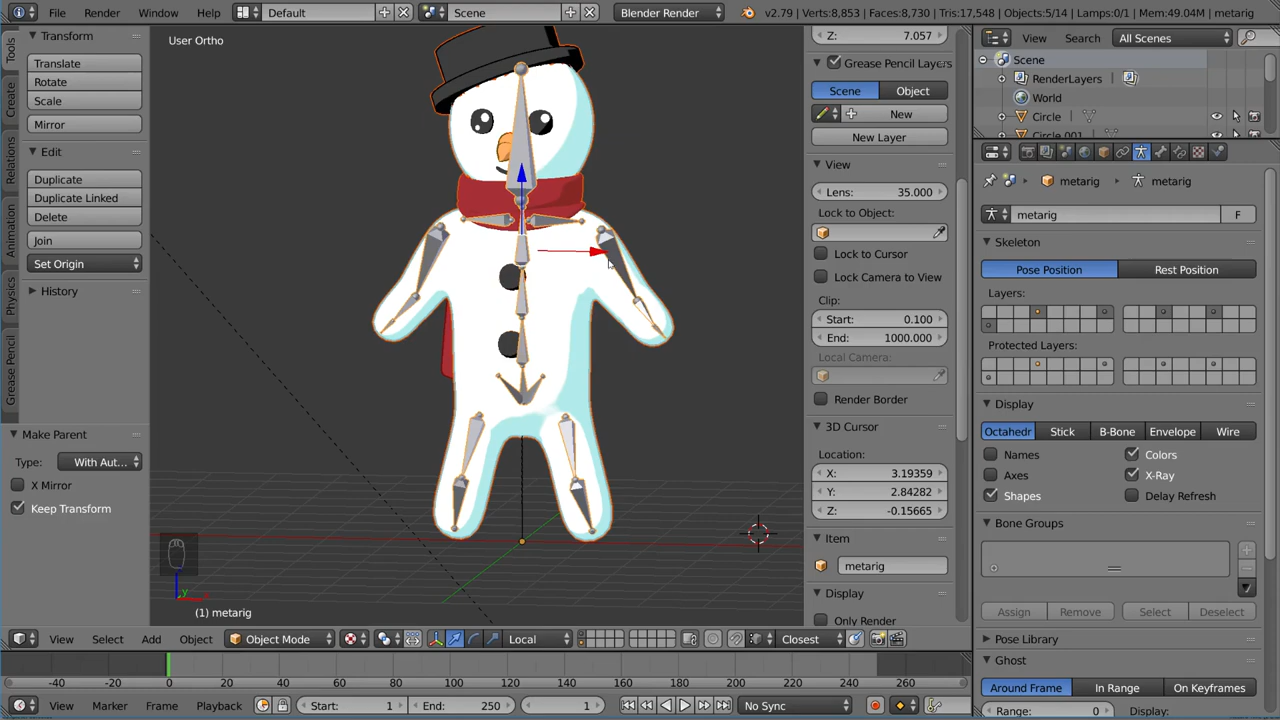 File Render Window Help Default Scene Blender Render v2.79 | Verts:8,853 | Faces:8,730 | Tris:17,548 | Objects:5/14 | Lamps:0/1 | Mem:49.04M | metarig
Tools
Create
Relations
Animation
Physics
Grease Pencil
Transform
Translate
Rotate
Scale
Mirror
Edit
Duplicate
Duplicate Linked
Delete
Join
Set Origin
History
Make Parent
Type: With Aut...
X Mirror
Keep Transform
User Ortho
y
(1) metarig
Z: 7.057
Grease Pencil Layers
Scene Object
New
New Layer
View
Lens: 35.000
Lock to Object:
Lock to Cursor
Lock Camera to View
Clip:
Start: 0.100
End: 1000.000
Local Camera:
Render Border
3D Cursor
Location:
X: 3.19359
Y: 2.84282
Z: -0.15665
Item
metarig
Display
Only Render
View Search All Scenes
Scene
RenderLayers
World
Circle
Circle.001
metarig metarig
metarig F
Skeleton
Pose Position Rest Position
Layers:
Protected Layers:
Display
Octahedr Stick B-Bone Envelope Wire
Names Colors
Axes X-Ray
Shapes Delay Refresh
Bone Groups
Assign Remove Select Deselect
Pose Library
Ghost
Around Frame In Range On Keyframes
Range: 0 Display:
View Select Add Object Object Mode Local Closest
-40 -20 0 20 40 60 80 100 120 140 160 180 200 220 240 260
View Marker Frame Playback Start: 1 End: 250 1 No Sync